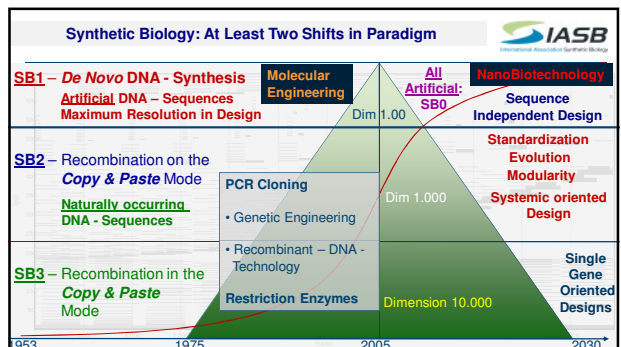 Synthetic Biology: At Least Two Shifts in Paradigm
IASB
International Association Synthetic Biology
SB1 – De Novo DNA - Synthesis
Artificial DNA – Sequences
Maximum Resolution in Design
Molecular
Engineering
All
Artificial:
SB0
NanoBiotechnology
Sequence
Independent Design
Dim 1.00
SB2 – Recombination on the
Copy & Paste Mode
Naturally occurring
DNA - Sequences
PCR Cloning
• Genetic Engineering
• Recombinant – DNA -
Technology
Restriction Enzymes
Dim 1.000
Standardization
Evolution
Modularity
Systemic oriented
Design
SB3 – Recombination in the
Copy & Paste
Mode
Dimension 10.000
Single
Gene
Oriented
Designs
1953 1975 2005 2030